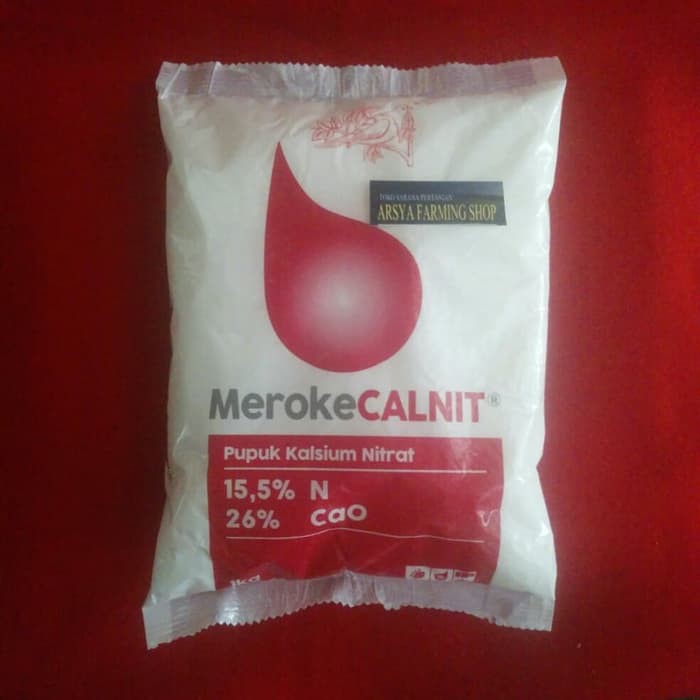 TOKO SARANA PERTANIAN
ARSYA FARMING SHOP
MerokeCALNIT®
Pupuk Kalsium Nitrat
15,5% N
26% CaO
1kg